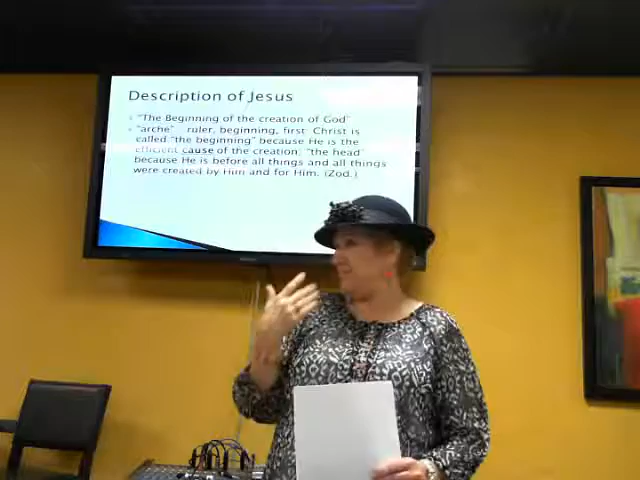 Description of Jesus
"The Beginning of the creation of God"
"arche" ruler, beginning, first. Christ is
called "the beginning" because He is the
efficient cause of the creation; "the head"
because He is before all things and all things
were created by Him and for Him. (Zod.)